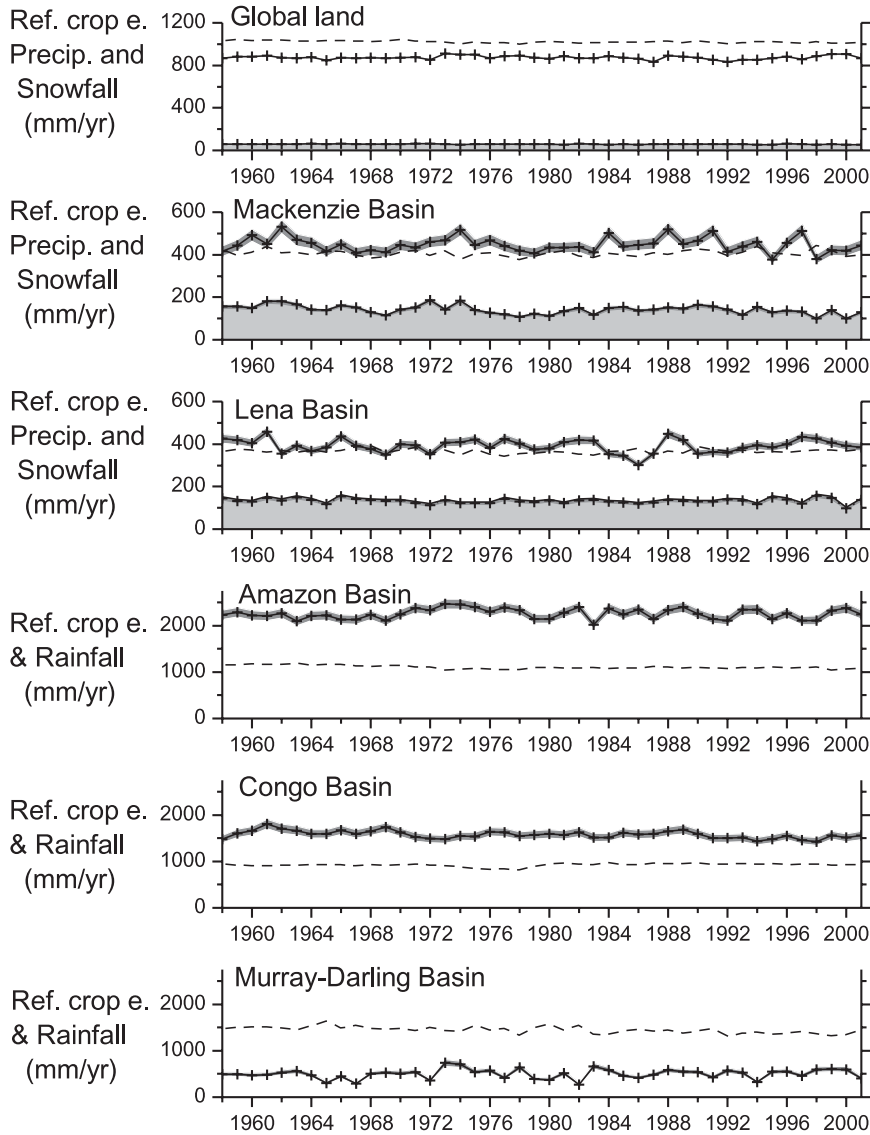 Ref. crop e.
Precip. and
Snowfall
(mm/yr)
Global land
1200
800
400
0
1960 1964 1968 1972 1976 1980 1984 1988 1992 1996 2000
Ref. crop e.
Precip. and
Snowfall
(mm/yr)
Mackenzie Basin
600
400
200
0
1960 1964 1968 1972 1976 1980 1984 1988 1992 1996 2000
Ref. crop e.
Precip. and
Snowfall
(mm/yr)
Lena Basin
600
400
200
0
1960 1964 1968 1972 1976 1980 1984 1988 1992 1996 2000
Ref. crop e.
& Rainfall
(mm/yr)
Amazon Basin
2000
1000
0
1960 1964 1968 1972 1976 1980 1984 1988 1992 1996 2000
Ref. crop e.
& Rainfall
(mm/yr)
Congo Basin
2000
1000
0
1960 1964 1968 1972 1976 1980 1984 1988 1992 1996 2000
Ref. crop e.
& Rainfall
(mm/yr)
Murray-Darling Basin
2000
1000
0
1960 1964 1968 1972 1976 1980 1984 1988 1992 1996 2000